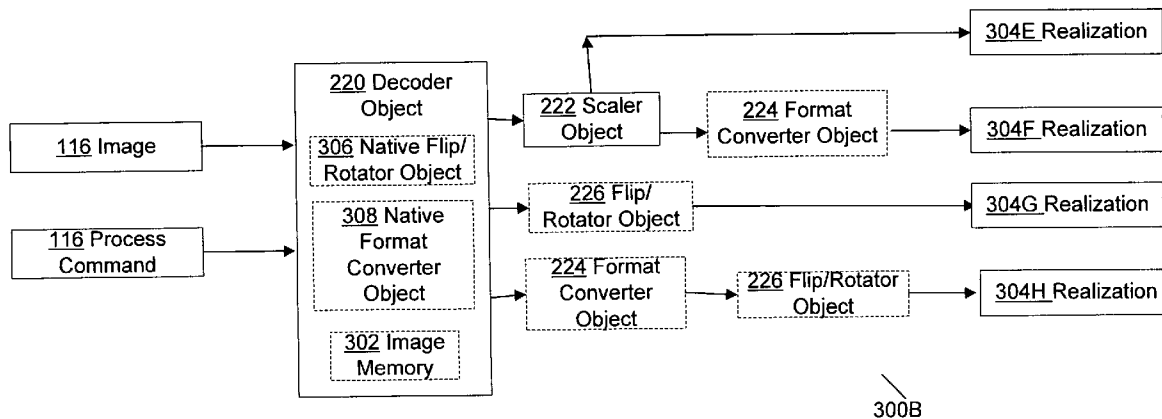 304E Realization
220 Decoder
Object
222 Scaler
Object
224 Format
Converter Object
304F Realization
116 Image
306 Native Flip/
Rotator Object
226 Flip/
Rotator Object
304G Realization
308 Native
Format
Converter
Object
116 Process
Command
224 Format
Converter
Object
226 Flip/Rotator
Object
304H Realization
302 Image
Memory
300B